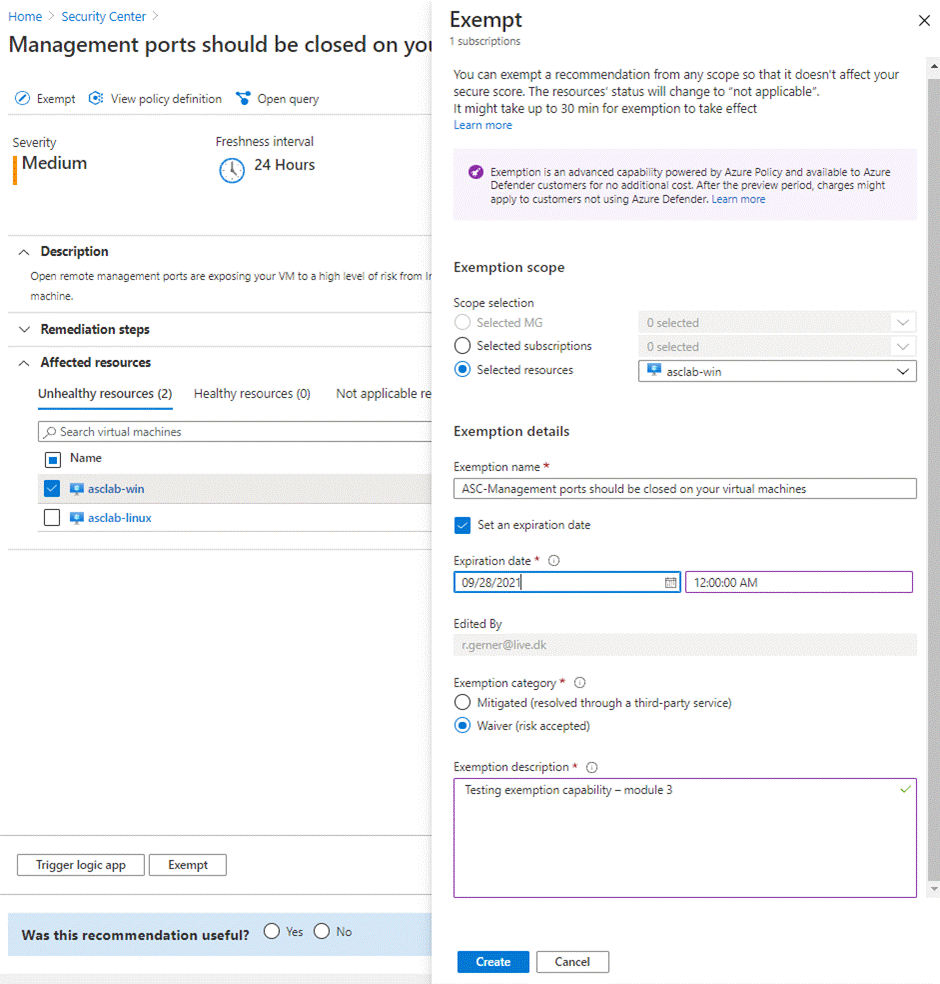 Home > Security Center >
Management ports should be closed on you
Exempt View policy definition Open query
Severity
Medium
Freshness interval
24 Hours
Description
Open remote management ports are exposing your VM to a high level of risk from In
machine.
Remediation steps
Affected resources
Unhealthy resources (2) Healthy resources (0) Not applicable re
Search virtual machines
Name
asclab-win
asclab-linux
Trigger logic app Exempt
Was this recommendation useful? Yes No
Exempt
1 subscriptions
You can exempt a recommendation from any scope so that it doesn't affect your
secure score. The resources' status will change to “not applicable”.
It might take up to 30 min for exemption to take effect
Learn more
Exemption is an advanced capability powered by Azure Policy and available to Azure
Defender customers for no additional cost. After the preview period, charges might
apply to customers not using Azure Defender. Learn more
Exemption scope
Scope selection
Selected MG 0 selected
Selected subscriptions 0 selected
Selected resources asclab-win
Exemption details
Exemption name *
ASC-Management ports should be closed on your virtual machines
Set an expiration date
Expiration date *
09/28/2021 12:00:00 AM
Edited By
r.gerner@live.dk
Exemption category *
Mitigated (resolved through a third-party service)
Waiver (risk accepted)
Exemption description *
Testing exemption capability – module 3
Create Cancel